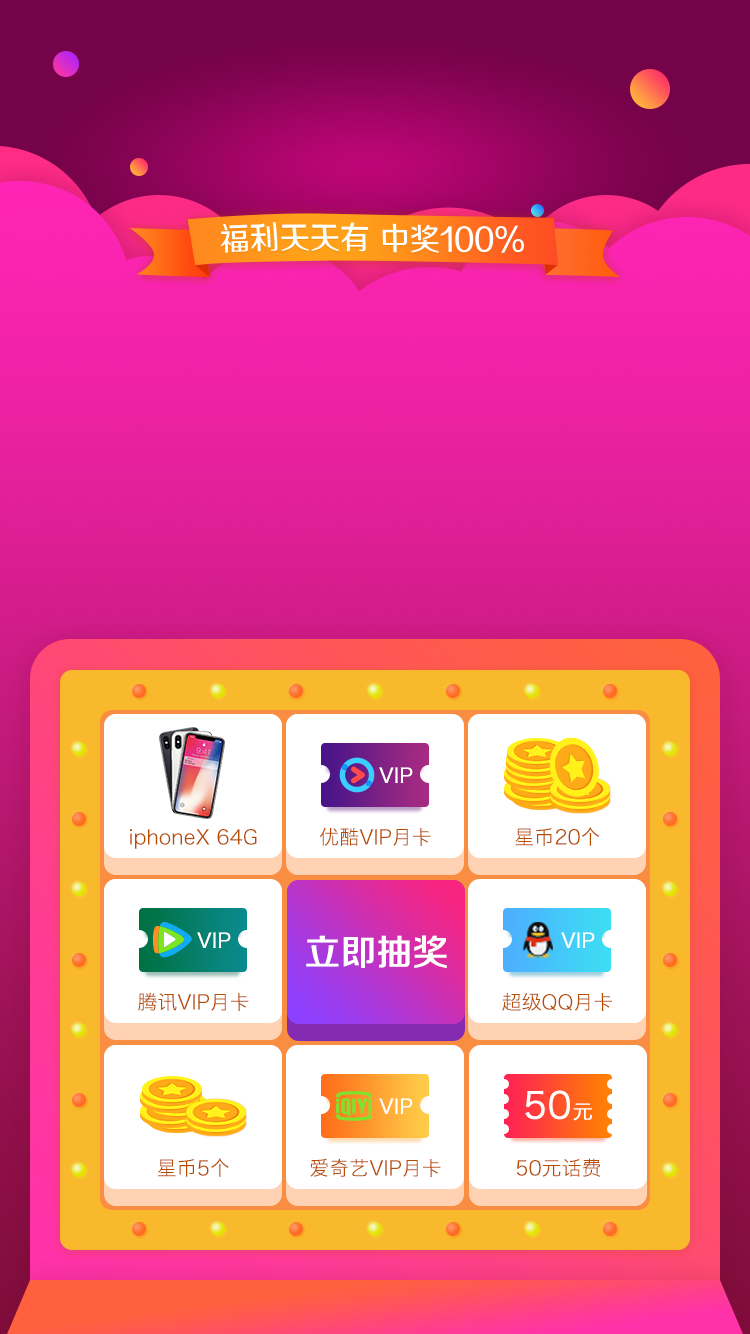 福利天天有 中奖100%
iphoneX 64G
VIP
优酷VIP月卡
星币20个
VIP
腾讯VIP月卡
立即抽奖
VIP
超级QQ月卡
星币5个
iQIY VIP
爱奇艺VIP月卡
50元
50元话费